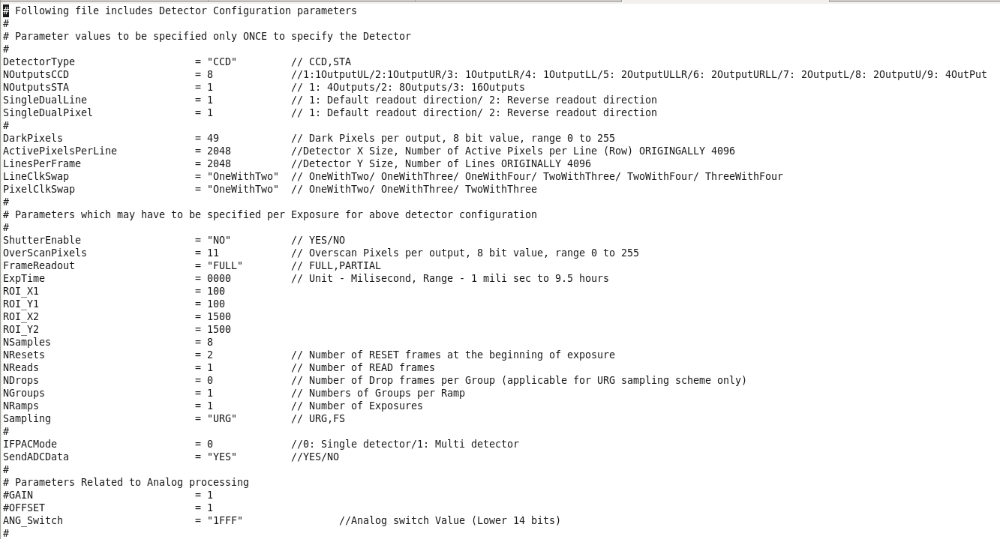 # Following file includes Detector Configuration parameters
#
# Parameter values to be specified only ONCE to specify the Detector
#
DetectorType                    = "CCD"         // CCD,STA
NOutputsCCD                     = 8             //1:1OutputUL/2:1OutputUR/3: 1OutputLR/4: 1OutputLL/5: 2OutputULLR/6: 2OutputURLL/7: 2OutputL/8: 2OutputU/9: 4OutPut
NOutputsSTA                     = 1             // 1: 4Outputs/2: 8Outputs/3: 16Outputs
SingleDualLine                  = 1             // 1: Default readout direction/ 2: Reverse readout direction
SingleDualPixel                 = 1             // 1: Default readout direction/ 2: Reverse readout direction
#
DarkPixels                      = 49            // Dark Pixels per output, 8 bit value, range 0 to 255
ActivePixelsPerLine             = 2048          //Detector X Size, Number of Active Pixels per Line (Row) ORIGINGALLY 4096
LinesPerFrame                   = 2048          //Detector Y Size, Number of Lines ORIGINALLY 4096
LineClkSwap                     = "OneWithTwo"  // OneWithTwo/ OneWithThree/ OneWithFour/ TwoWithThree/ TwoWithFour/ ThreeWithFour
PixelClkSwap                    = "OneWithTwo"  // OneWithTwo/ OneWithThree/ TwoWithThree
#
# Parameters which may have to be specified per Exposure for above detector configuration
#
ShutterEnable                   = "NO"          // YES/NO
OverScanPixels                  = 11            // Overscan Pixels per output, 8 bit value, range 0 to 255
FrameReadout                    = "FULL"        // FULL,PARTIAL
ExpTime                         = 0000          // Unit - Milisecond, Range - 1 mili sec to 9.5 hours
ROI_X1                          = 100
ROI_Y1                          = 100
ROI_X2                          = 1500
ROI_Y2                          = 1500
NSamples                        = 8
NResets                         = 2             // Number of RESET frames at the beginning of exposure
NReads                          = 1             // Number of READ frames
NDrops                          = 0             // Number of Drop frames per Group (applicable for URG sampling scheme only)
NGroups                         = 1             // Numbers of Groups per Ramp
NRamps                          = 1             // Number of Exposures
Sampling                        = "URG"         // URG,FS
#
IFPACMode                       = 0             //0: Single detector/1: Multi detector
SendADCData                     = "YES"         //YES/NO
#
# Parameters Related to Analog processing
#GAIN                           = 1
#OFFSET                         = 1
ANG_Switch                      = "1FFF"                //Analog switch Value (Lower 14 bits)
#